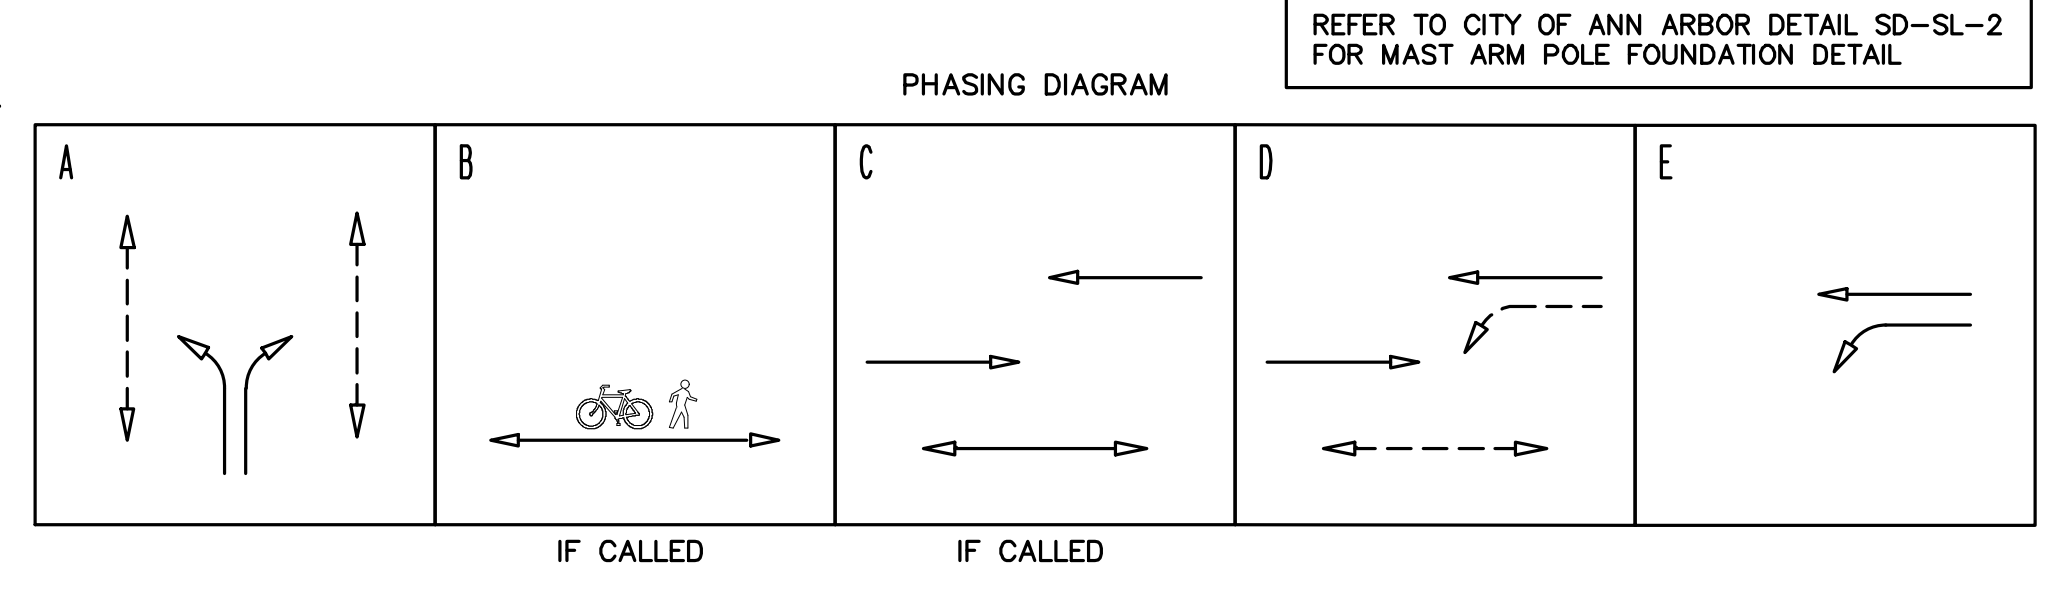 REFER TO CITY OF ANN ARBOR DETAIL SD-SL-2
FOR MAST ARM POLE FOUNDATION DETAIL
PHASING DIAGRAM
A
B
C
D
E
IF CALLED
IF CALLED